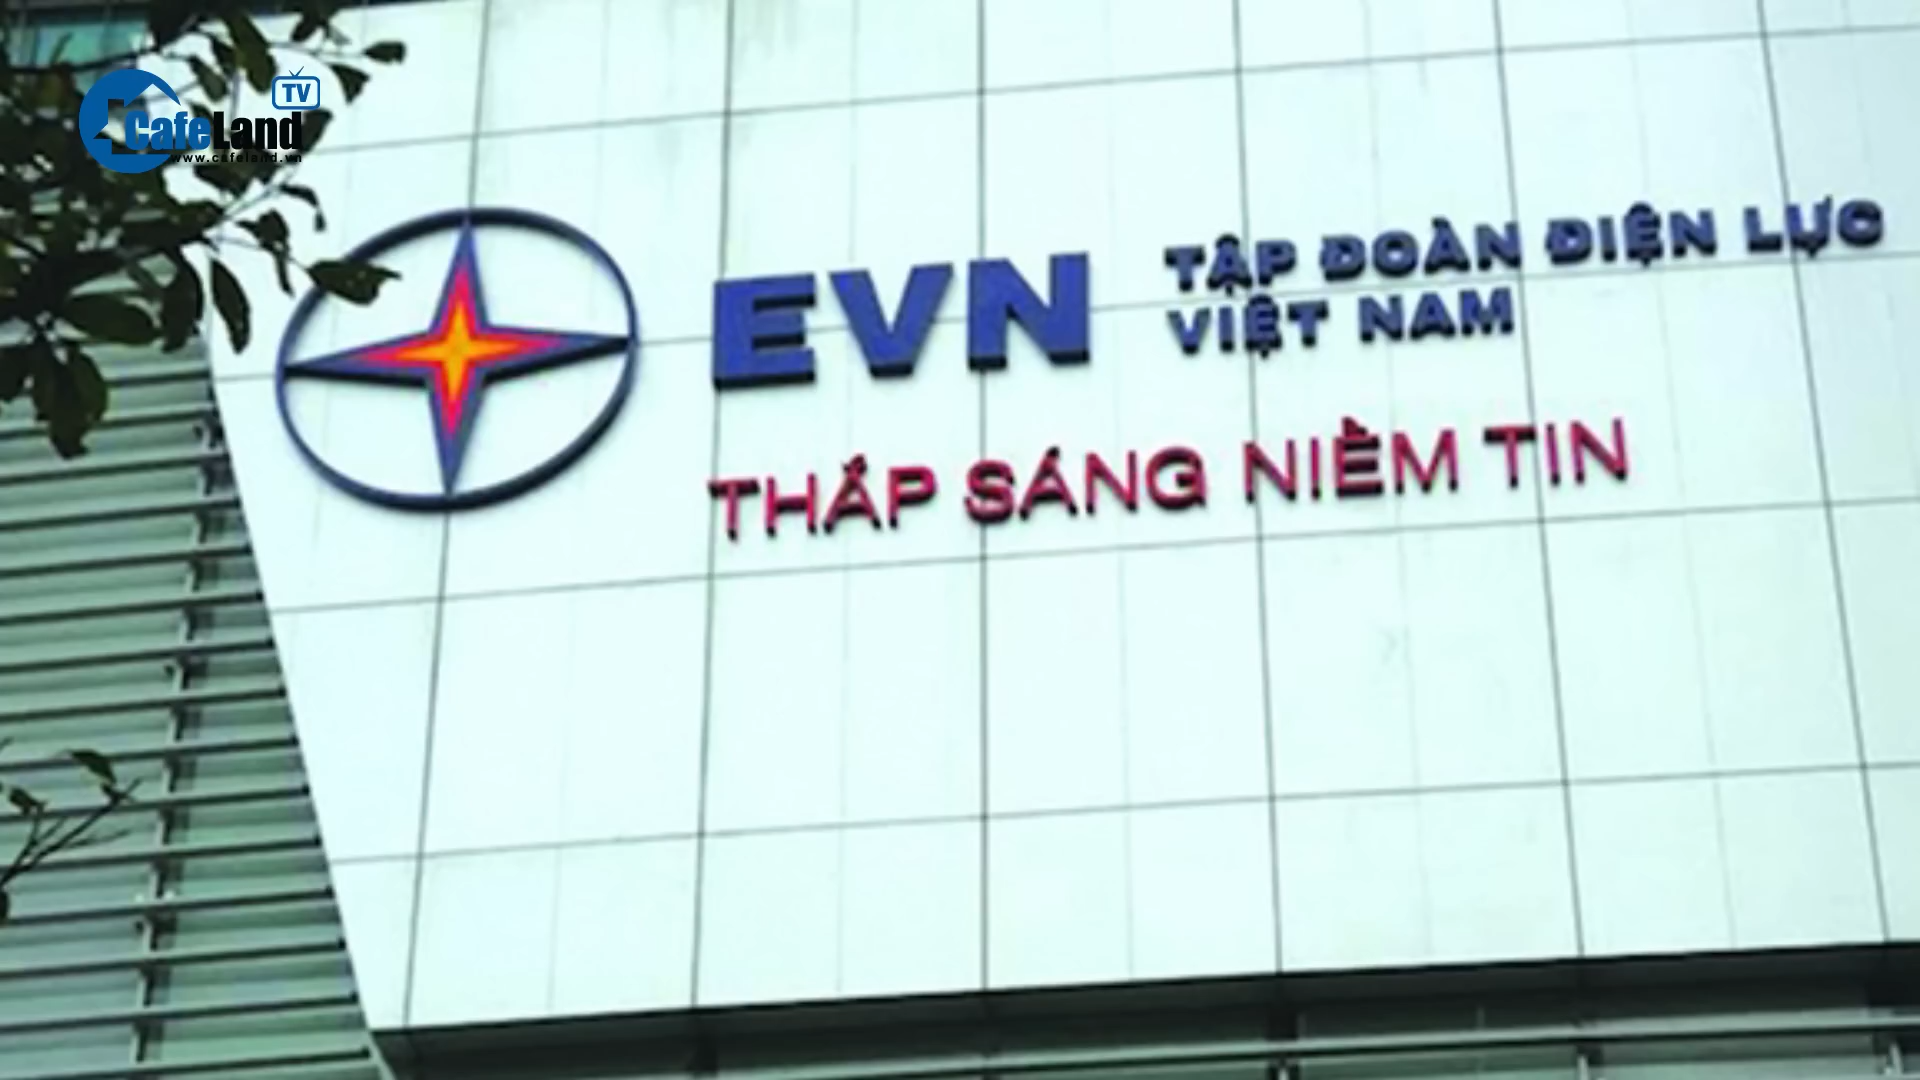 TV
CafeLand
www.cafeland.vn
EVN
TẬP ĐOÀN ĐIỆN LỰC
VIỆT NAM
THẮP SÁNG NIỀM TIN